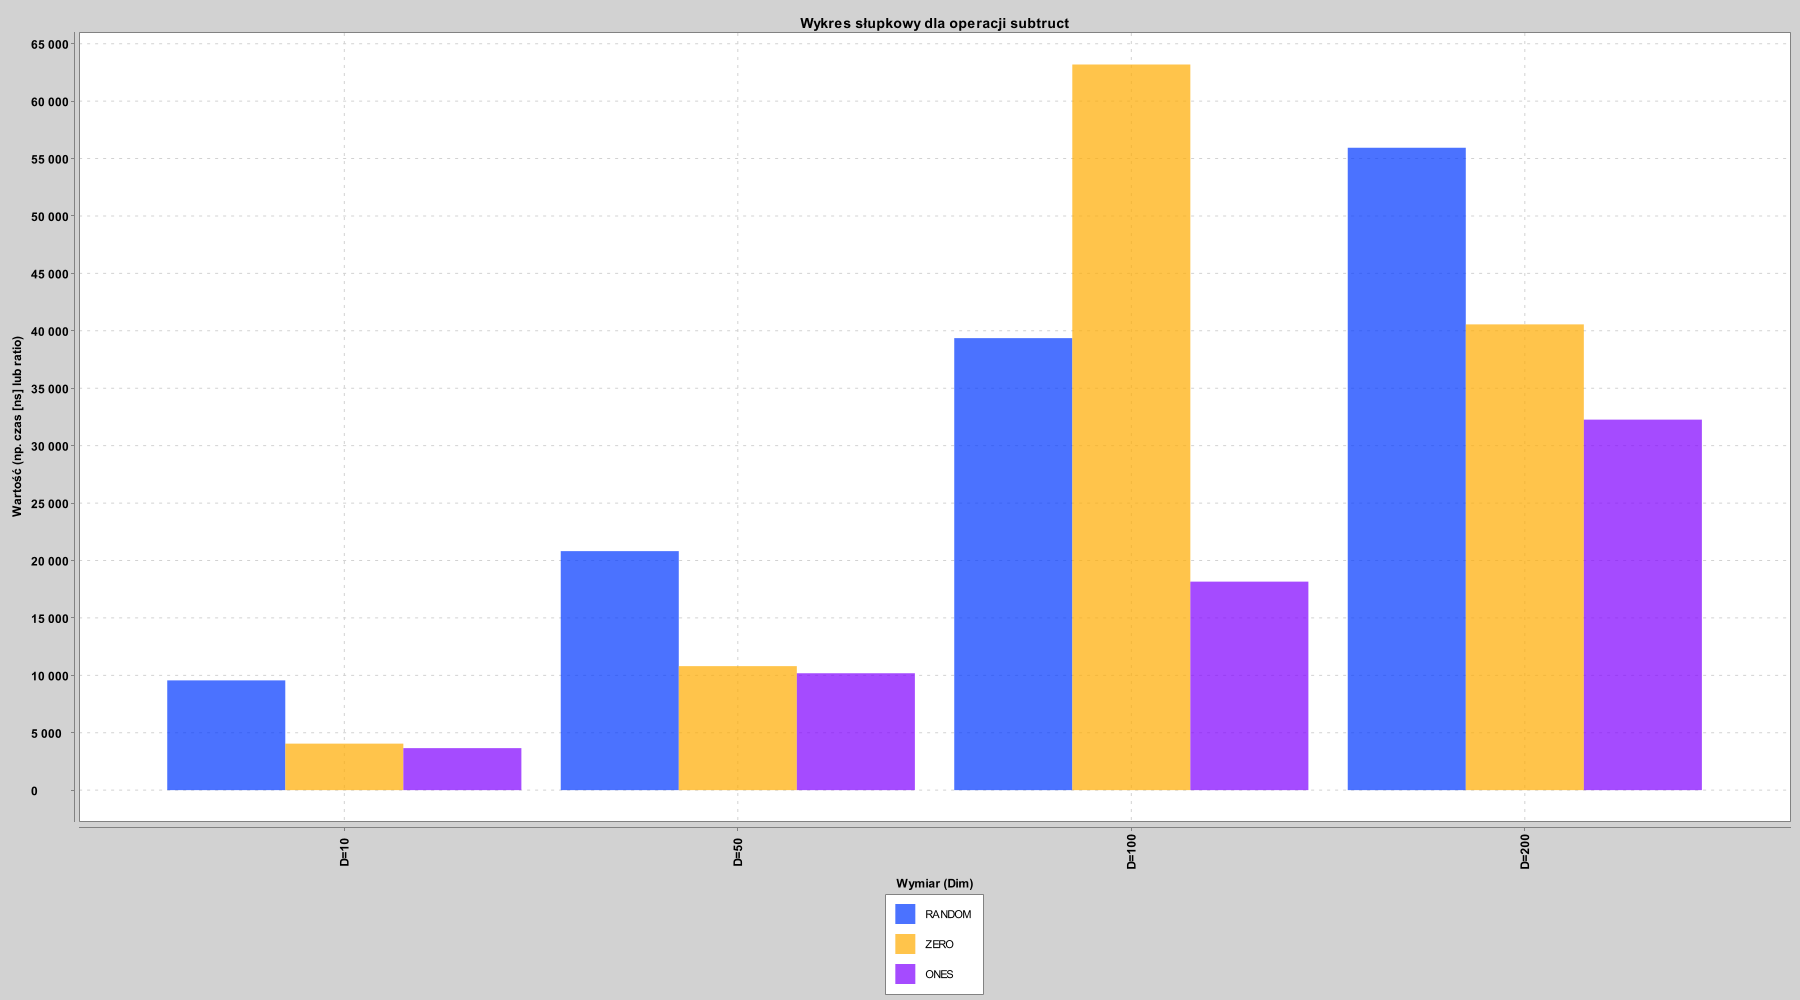 Wykres słupkowy dla operacji subtruct
65 000
60 000
55 000
50 000
45 000
40 000
35 000
30 000
25 000
20 000
15 000
10 000
5 000
0
Wartość (np. czas [ns] lub ratio)
D=10
D=50
D=100
D=200
Wymiar (Dim)
RANDOM
ZERO
ONES